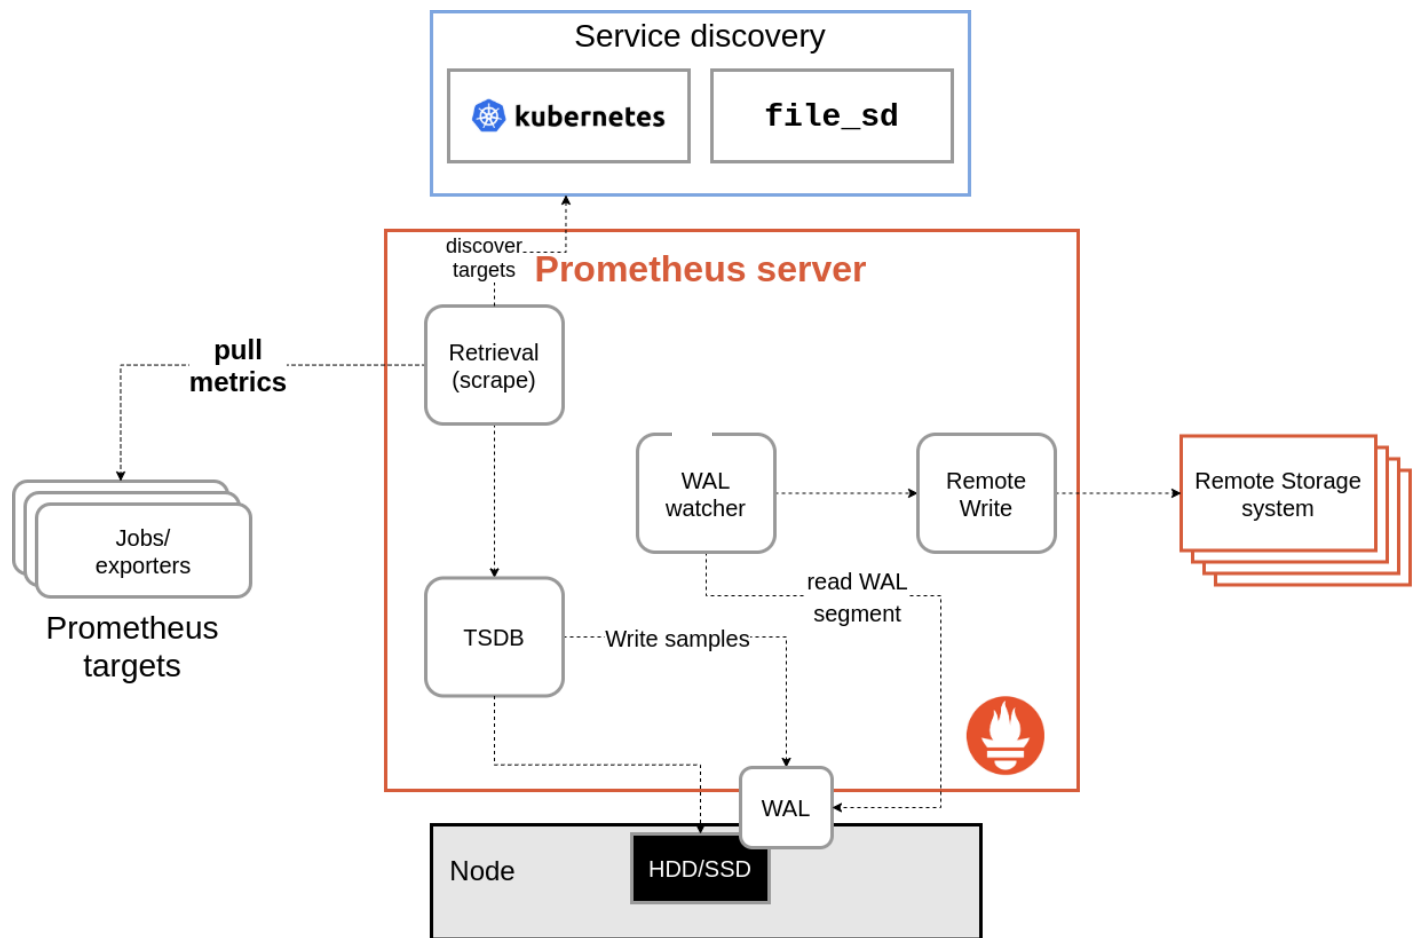 Service discovery
kubernetes
file_sd
discover
targets
Prometheus server
pull
metrics
Retrieval
(scrape)
WAL
watcher
Remote
Write
Remote Storage
system
Jobs/
exporters
Prometheus
targets
read WAL
segment
TSDB
Write samples
WAL
Node
HDD/SSD